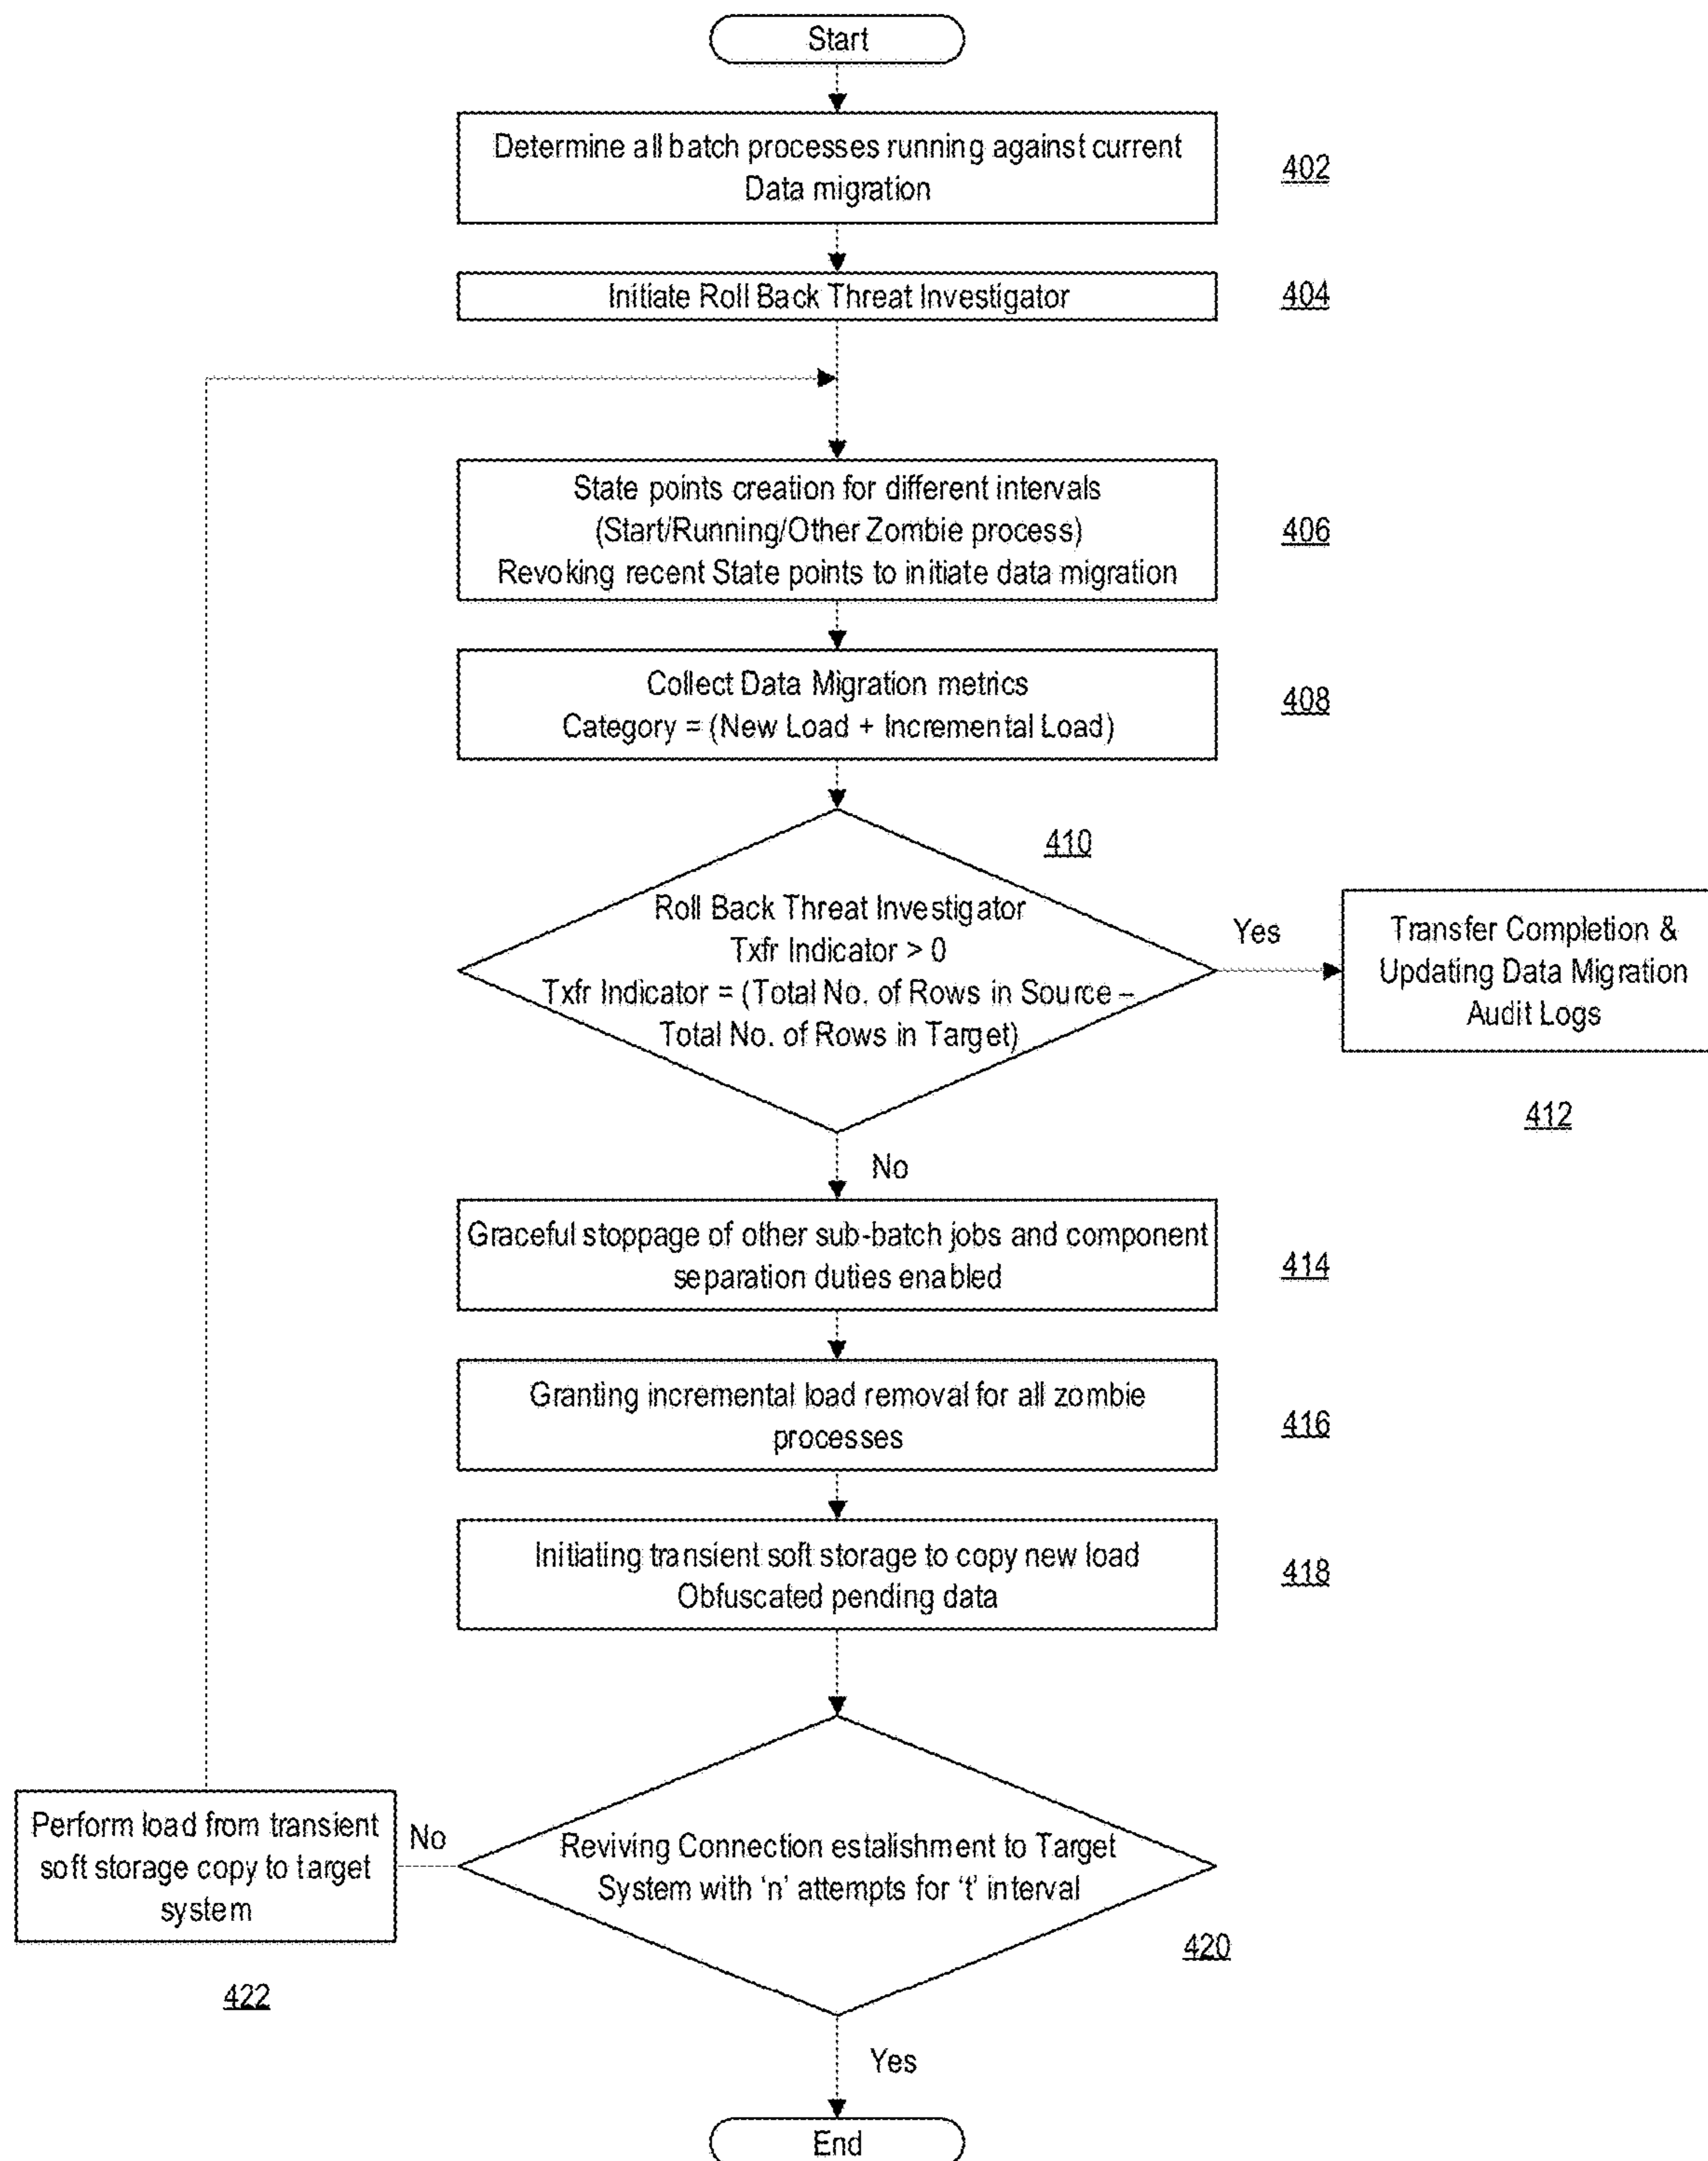 Start
Determine all batch processes running against current
Data migration
402
Initiate Roll Back Threat Investigator
404
State points creation for different intervals
(Start/Running/Other Zombie process)
Revoking recent State points to initiate data migration
406
Collect Data Migration metrics
Category = (New Load + Incremental Load)
408
410
Roll Back Threat Investigator
Txfr Indicator > 0
Txfr Indicator = (Total No. of Rows in Source –
Total No. of Rows in Target)
Yes
Transfer Completion &
Updating Data Migration
Audit Logs
412
No
Graceful stoppage of other sub-batch jobs and component
separation duties enabled
414
Granting incremental load removal for all zombie
processes
416
Initiating transient soft storage to copy new load
Obfuscated pending data
418
Reviving Connection estalishment to Target
System with ‘n’ attempts for ‘t’ interval
420
No
Perform load from transient
soft storage copy to target
system
422
Yes
End